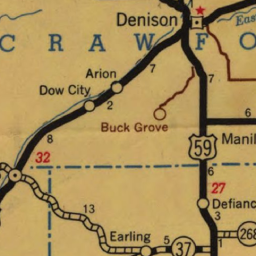 Denison
Eas
C R A W F O
Arion
7
7
Dow City
2
6
Buck Grove
8
Manil
59
32
6
27
Defianc
13
3
268
Earling
5
37
1